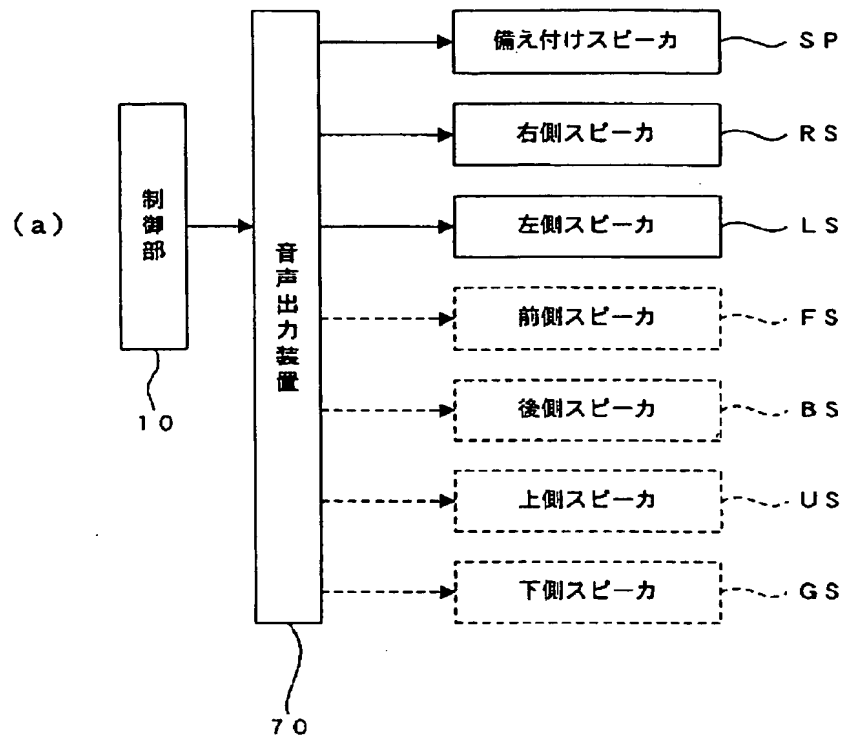 備え付けスピーカ SP
右側スピーカ RS
(a) 制御部 左側スピーカ LS
音声出力装置
前側スピーカ FS
後側スピーカ BS
10
上側スピーカ US
下側スピーカ GS
70